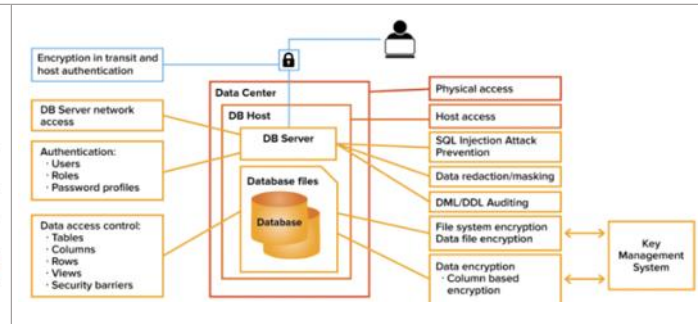 Encryption in transit and
host authentication
DB Server network
access
Authentication:
· Users
· Roles
· Password profiles
Data access control:
· Tables
· Columns
· Rows
· Views
· Security barriers
Data Center
DB Host
DB Server
Database files
Database
Physical access
Host access
SQL Injection Attack
Prevention
Data redaction/masking
DML/DDL Auditing
File system encryption
Data file encryption
Data encryption
· Column based
encryption
Key
Management
System